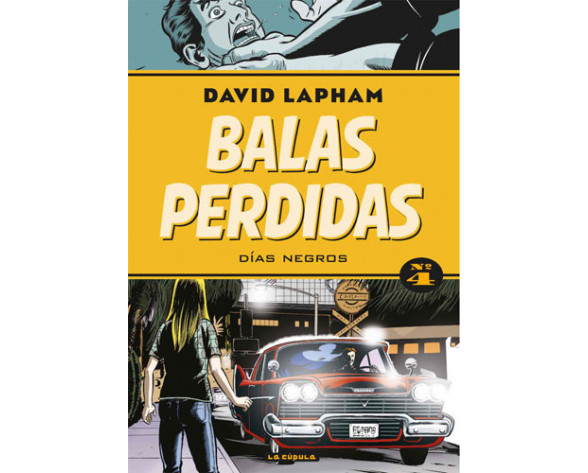 DAVID LAPHAM
BALAS
PERDIDAS
DÍAS NEGROS
Nº
4
LA CÚPULA